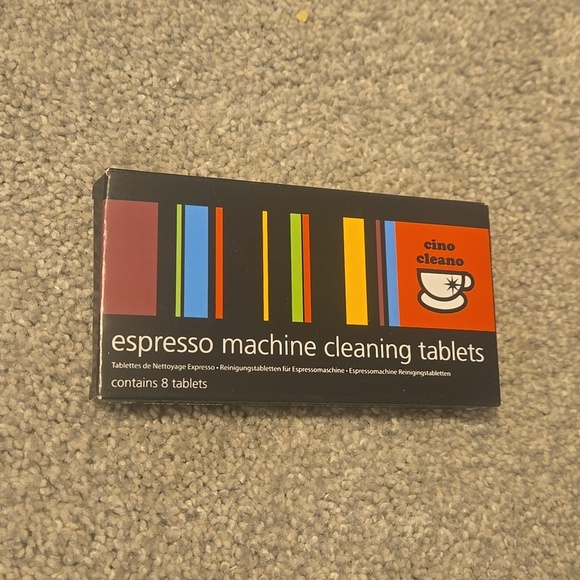 cino
cleano
espresso machine cleaning tablets
Tablettes de Nettoyage Expresso • Reinigungstabletten für Espressomaschine • Espressomachine Reinigingstabletten
contains 8 tablets